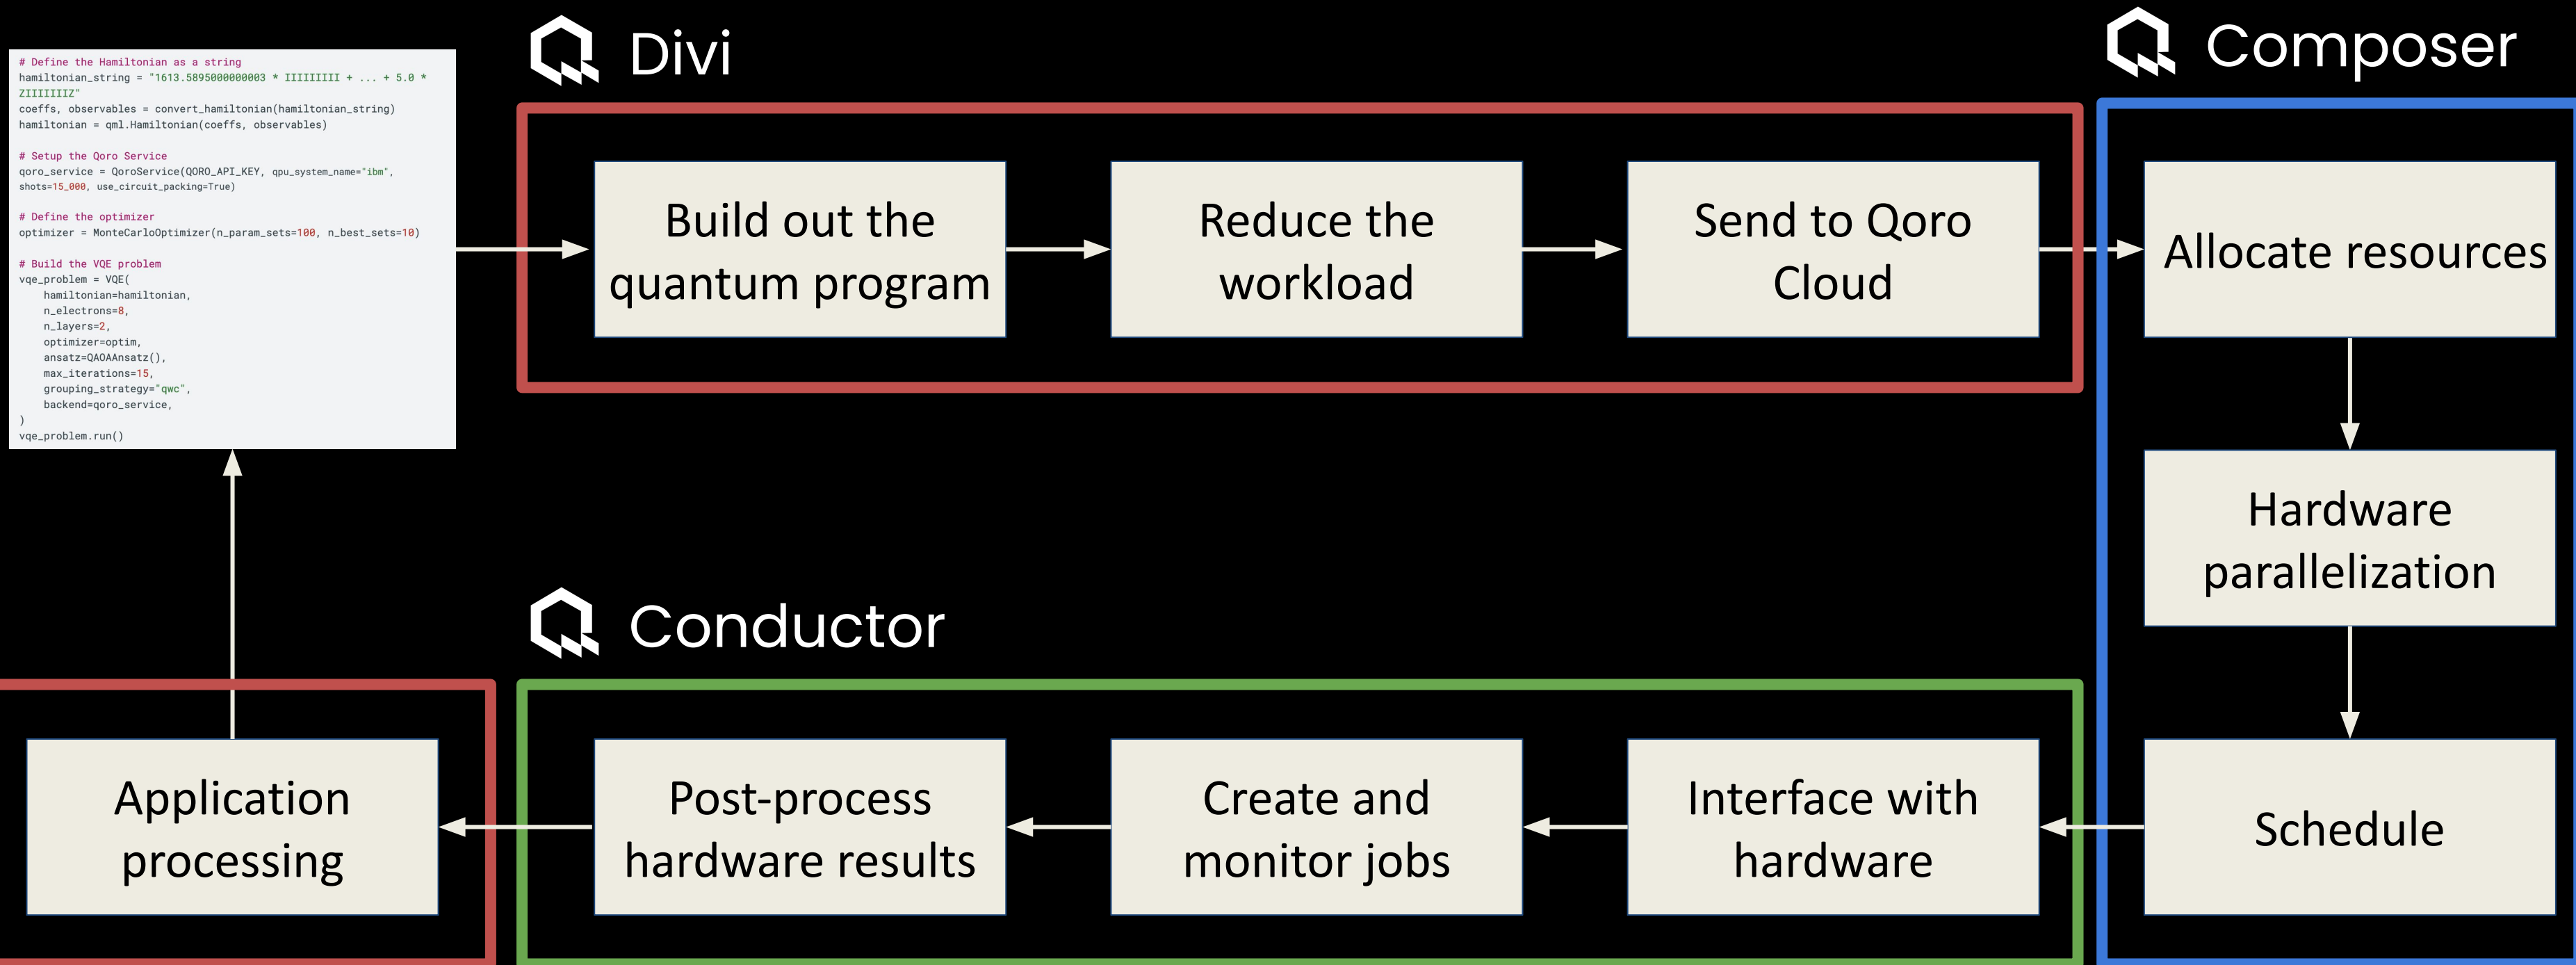 # Define the Hamiltonian as a string
hamiltonian_string = "1613.5895000000003 * IIIIIIIII + ... + 5.0 *
ZIIIIIIIZ"
coeffs, observables = convert_hamiltonian(hamiltonian_string)
hamiltonian = qml.Hamiltonian(coeffs, observables)
# Setup the Qoro Service
qoro_service = QoroService(QORO_API_KEY, qpu_system_name="ibm",
shots=15_000, use_circuit_packing=True)
# Define the optimizer
optimizer = MonteCarloOptimizer(n_param_sets=100, n_best_sets=10)
# Build the VQE problem
vqe_problem = VQE(
hamiltonian=hamiltonian,
n_electrons=8,
n_layers=2,
optimizer=optim,
ansatz=QAOAAnsatz(),
max_iterations=15,
grouping_strategy="qwc",
backend=qoro_service,
)
vqe_problem.run()
Divi
Build out the
quantum program
Reduce the
workload
Send to Qoro
Cloud
Composer
Allocate resources
Hardware
parallelization
Schedule
Conductor
Interface with
hardware
Create and
monitor jobs
Post-process
hardware results
Application
processing